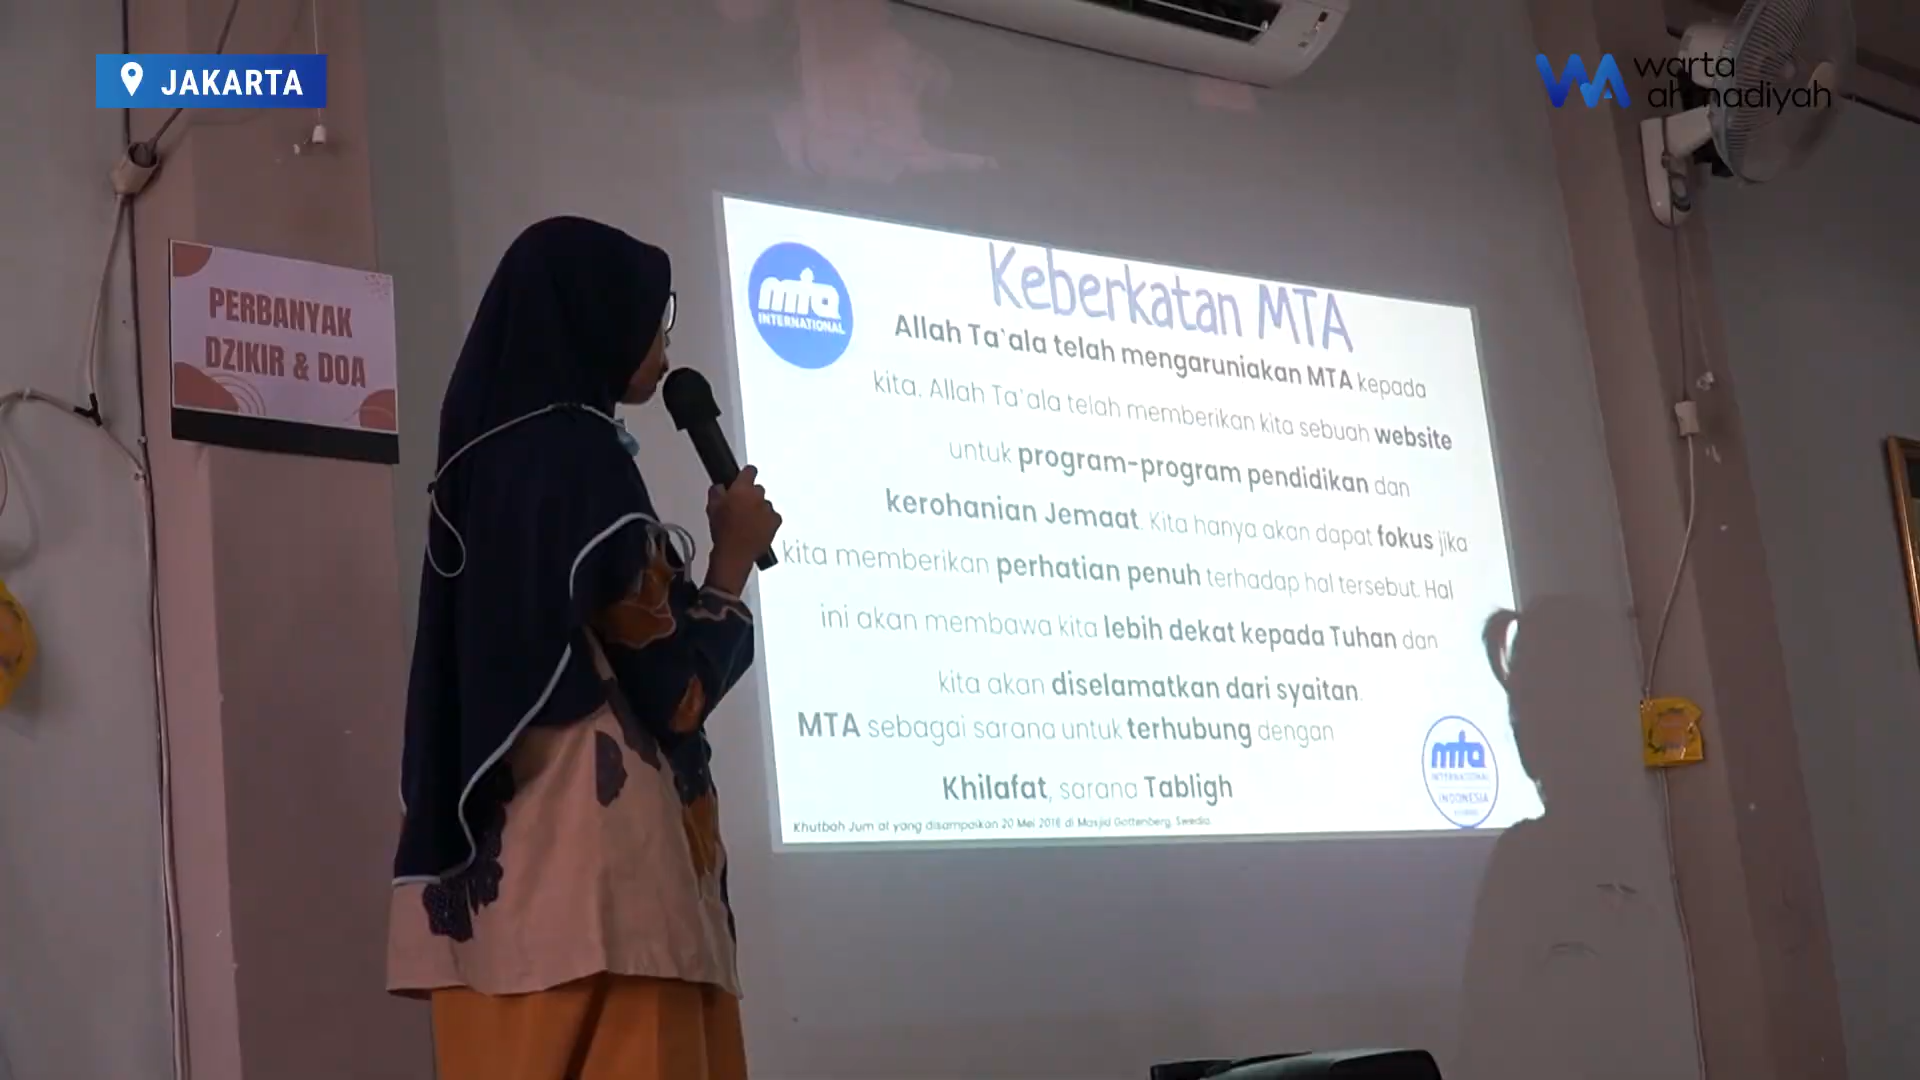 JAKARTA
warta
ahmadiyah
PERBANYAK
DZIKIR & DOA
mta
INTERNATIONAL
Keberkatan MTA
Allah Ta`ala telah mengaruniakan MTA kepada
kita. Allah Ta`ala telah memberikan kita sebuah website
untuk program-program pendidikan dan
kerohanian Jemaat. Kita hanya akan dapat fokus jika
kita memberikan perhatian penuh terhadap hal tersebut. Hal
ini akan membawa kita lebih dekat kepada Tuhan dan
kita akan diselamatkan dari syaitan.
MTA sebagai sarana untuk terhubung dengan
Khilafat, sarana Tabligh
Khutbah Jum'at yang disampaikan 20 Mei 2016 di Masjid Gottenberg, Swedia.
mta
INTERNATIONAL
INDONESIA